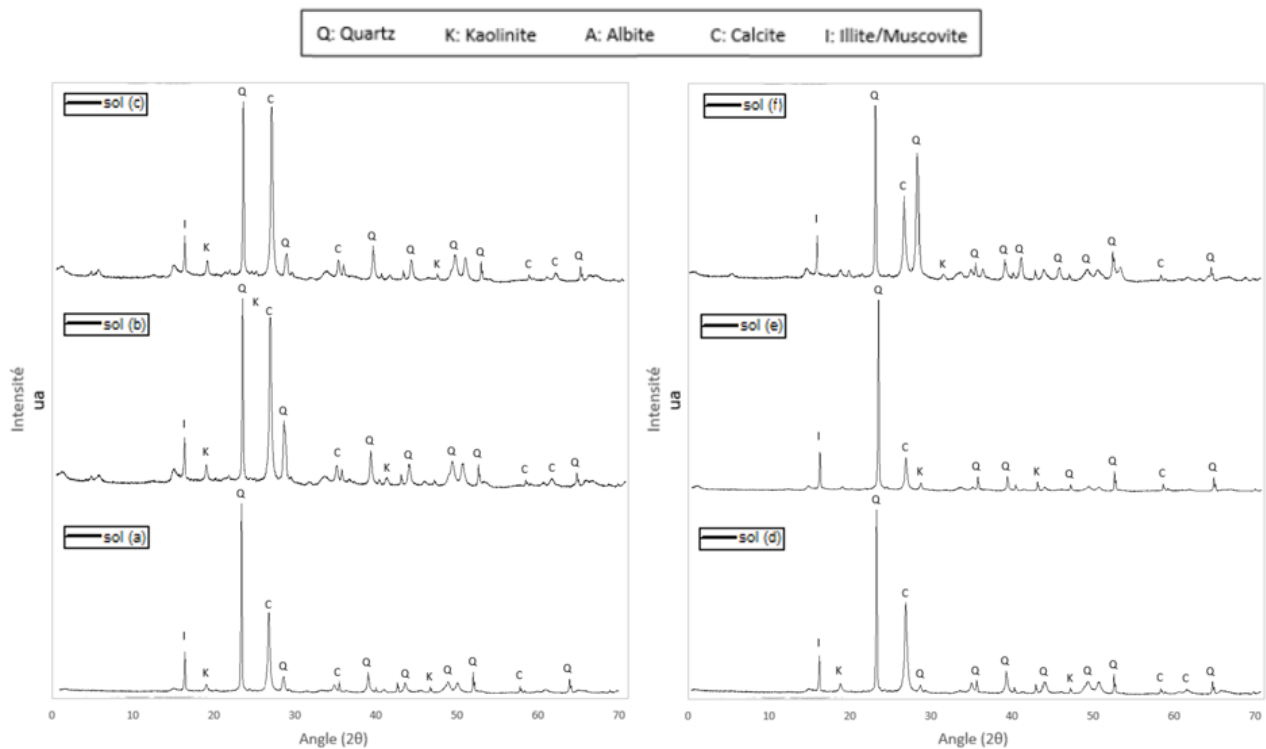 Q: Quartz K: Kaolinite A: Albite C: Calcite I: Illite/Muscovite
sol (c)
Q
C
I
K
Q
C
Q
Q
K
Q
Q
C
C
Q
sol (b)
Q
K
C
I
K
Q
C
Q
K
Q
Q
Q
C
C
Q
sol (a)
Q
C
I
K
Q
C
Q
Q
K
Q
Q
C
Q
Intensité
ua
0 10 20 30 40 50 60 70
Angle (2θ)
sol (f)
Q
Q
C
I
K
Q
Q
Q
Q
Q
Q
C
Q
sol (e)
Q
I
C
K
Q
Q
K
Q
Q
C
Q
sol (d)
Q
C
I
K
Q
Q
Q
Q
K
Q
Q
C
C
Q
Intensité
ua
0 10 20 30 40 50 60 70
Angle (2θ)